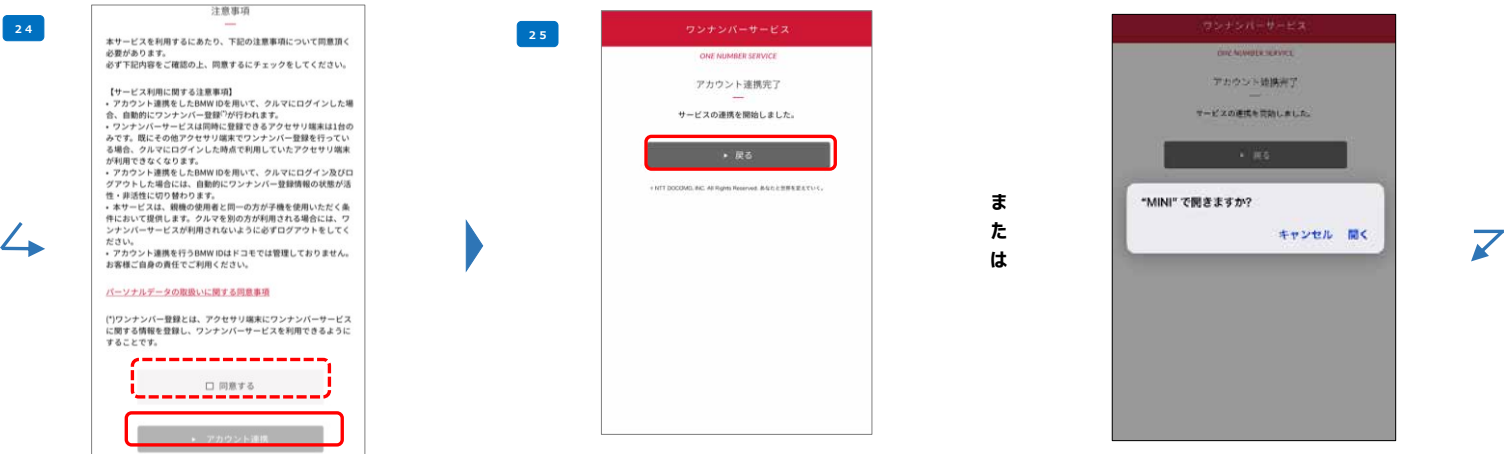 24
注意事項
本サービスを利用するにあたり、下記の注意事項について同意頂く
必要があります。
必ず下記内容をご確認の上、同意するにチェックをしてください。
【サービス利用に関する注意事項】
・アカウント連携をしたBMW IDを用いて、クルマにログインした場
合、自動的にワンナンバー登録(*)が行われます。
・ワンナンバーサービスは同時に登録できるアクセサリ端末は1台の
みです。既にその他アクセサリ端末でワンナンバー登録を行ってい
る場合、クルマにログインした時点で利用していたアクセサリ端末
が利用できなくなります。
・アカウント連携をしたBMW IDを用いて、クルマにログイン及びロ
グアウトした場合には、自動的にワンナンバー登録情報の状態が活
性・非活性に切り替わります。
・本サービスは、親機の使用者と同一の方が子機を使用いただく条
件において提供します。クルマを別の方が利用される場合には、ワ
ンナンバーサービスが利用されないように必ずログアウトをしてく
ださい。
・アカウント連携を行うBMW IDはドコモでは管理しておりません。
お客様ご自身の責任でご利用ください。
パーソナルデータの取扱いに関する同意事項
(*)ワンナンバー登録とは、アクセサリ端末にワンナンバーサービス
に関する情報を登録し、ワンナンバーサービスを利用できるように
することです。
同意する
アカウント連携
25
ワンナンバーサービス
ONE NUMBER SERVICE
アカウント連携完了
サービスの連携を開始しました。
戻る
NTT DOCOMO, INC. All Rights Reserved. あなたと世界を変えていく。
または
ワンナンバーサービス
ONE NUMBER SERVICE
アカウント連携完了
サービスの連携を開始しました。
戻る
“MINI” で開きますか?
キャンセル 開く